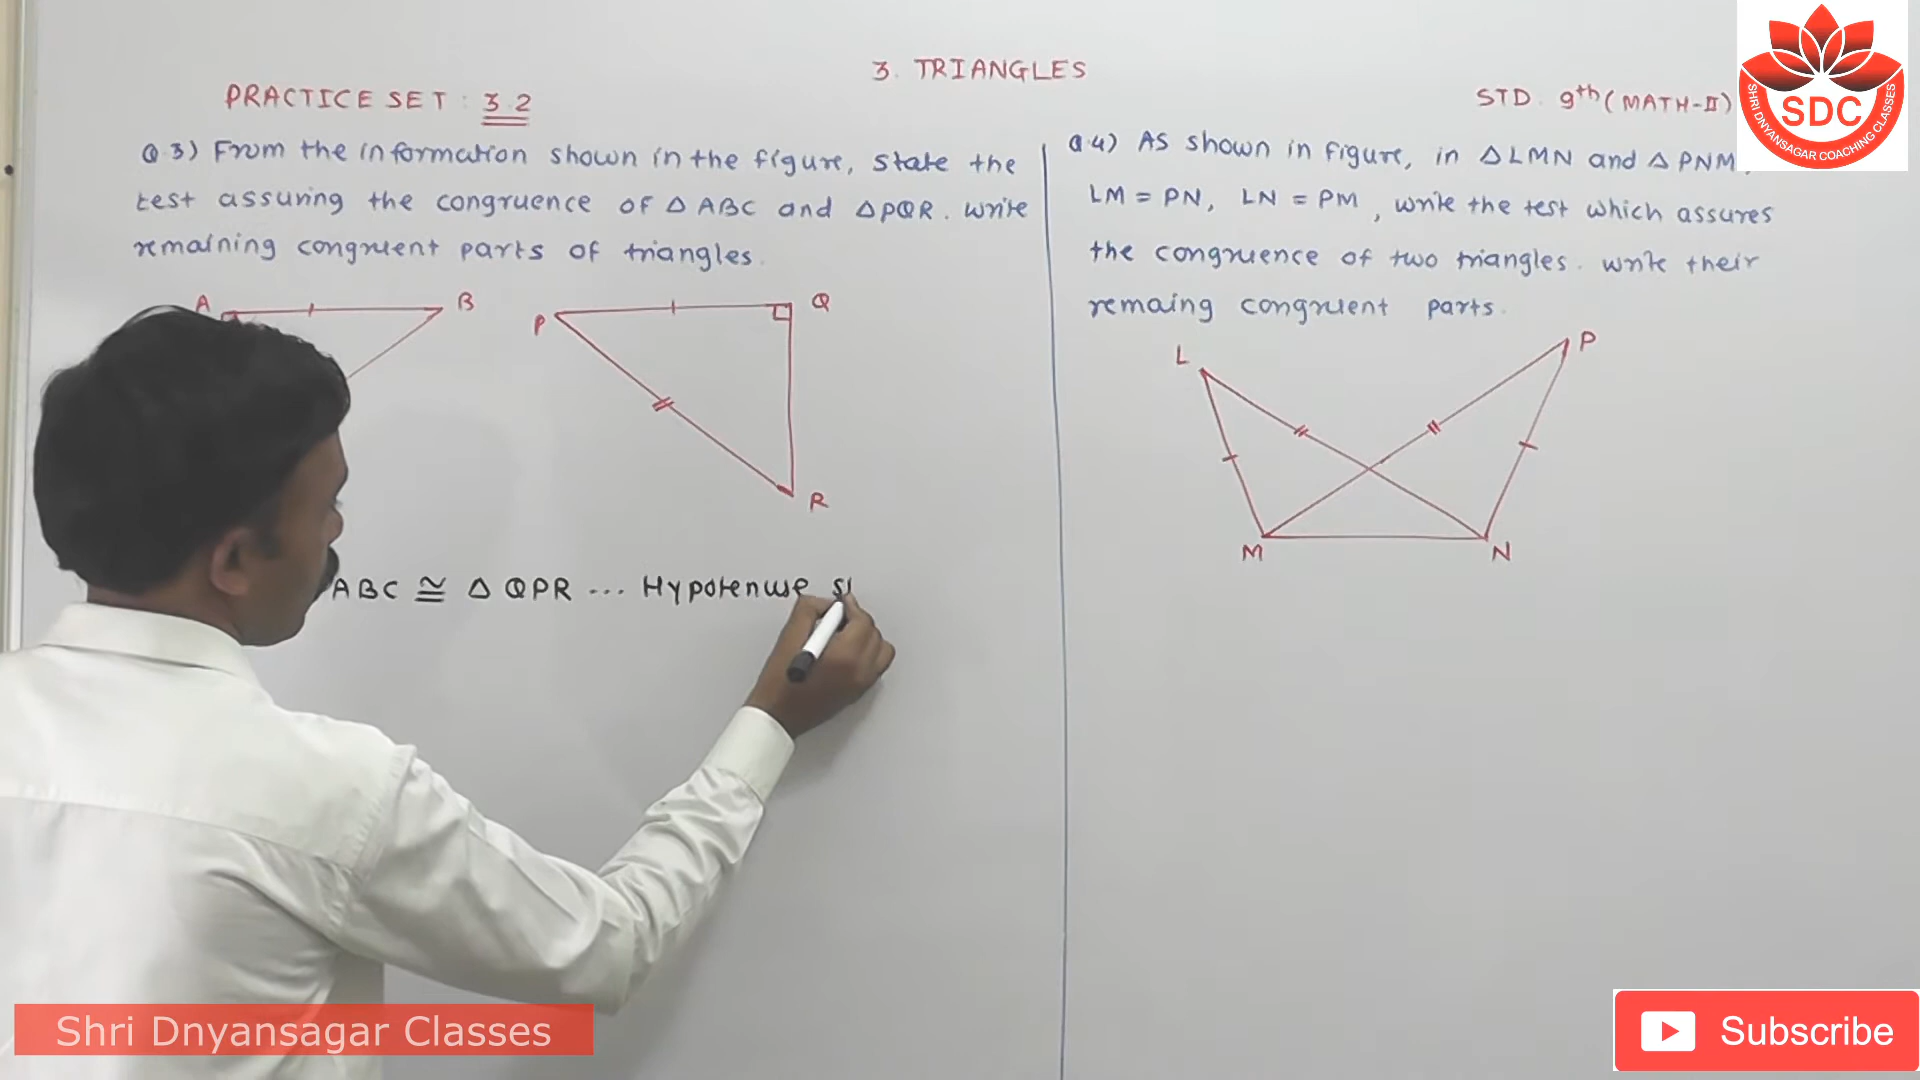 3. TRIANGLES
PRACTICE SET : 3.2
STD. 9th (MATH-II)
Q.3) From the information shown in the figure, state the
test assuring the congruence of △ ABC and △PQR. Write
remaining congruent parts of triangles.
A
B
P
Q
R
ABC ≅ △ QPR ... Hypotenuse si
Q.4) As shown in figure, in △LMN and △ PNM,
LM = PN, LN = PM, write the test which assures
the congruence of two triangles. Write their
remaing congruent parts.
L
P
M
N
SDC
SHRI DNYANSAGAR COACHING CLASSES
Shri Dnyansagar Classes
Subscribe